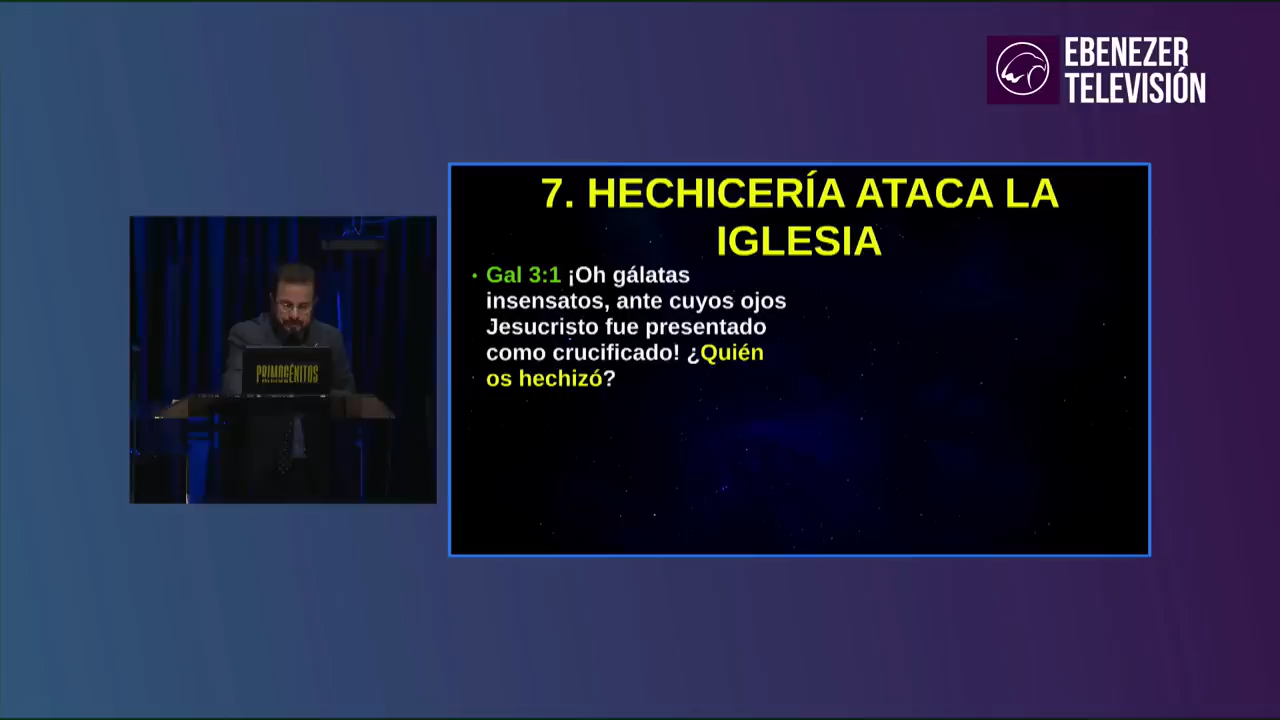 EBENEZER
TELEVISIÓN
7. HECHICERÍA ATACA LA
IGLESIA
• Gal 3:1 ¡Oh gálatas
insensatos, ante cuyos ojos
Jesucristo fue presentado
como crucificado! ¿Quién
os hechizó?
PRIMOGÉNITOS